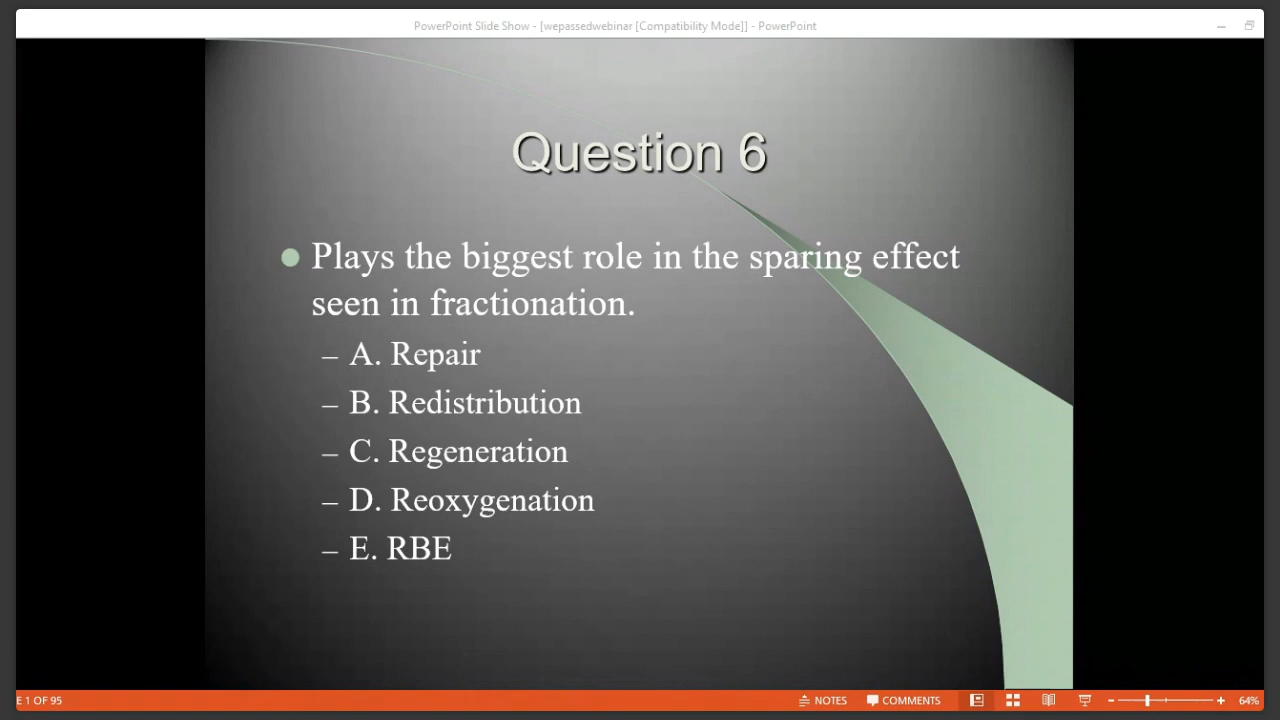 PowerPoint Slide Show - [wepassedwebinar [Compatibility Mode]] - PowerPoint
Question 6
Plays the biggest role in the sparing effect
seen in fractionation.
– A. Repair
– B. Redistribution
– C. Regeneration
– D. Reoxygenation
– E. RBE
E 1 OF 95 NOTES COMMENTS 64%